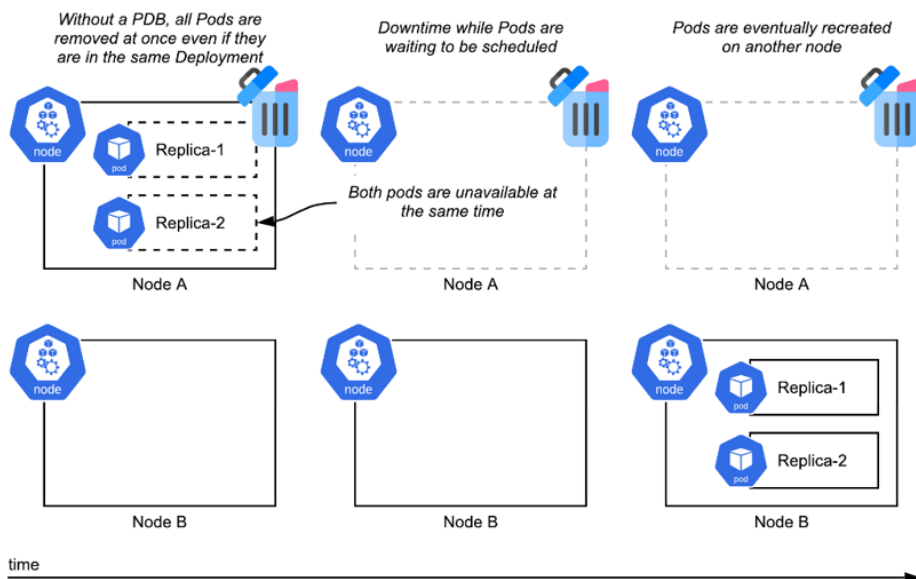 Without a PDB, all Pods are
removed at once even if they
are in the same Deployment
Downtime while Pods are
waiting to be scheduled
Pods are eventually recreated
on another node
node
pod
Replica-1
pod
Replica-2
Node A
Both pods are unavailable at
the same time
node
Node A
node
Node A
node
Node B
node
Node B
node
pod
Replica-1
pod
Replica-2
Node B
time